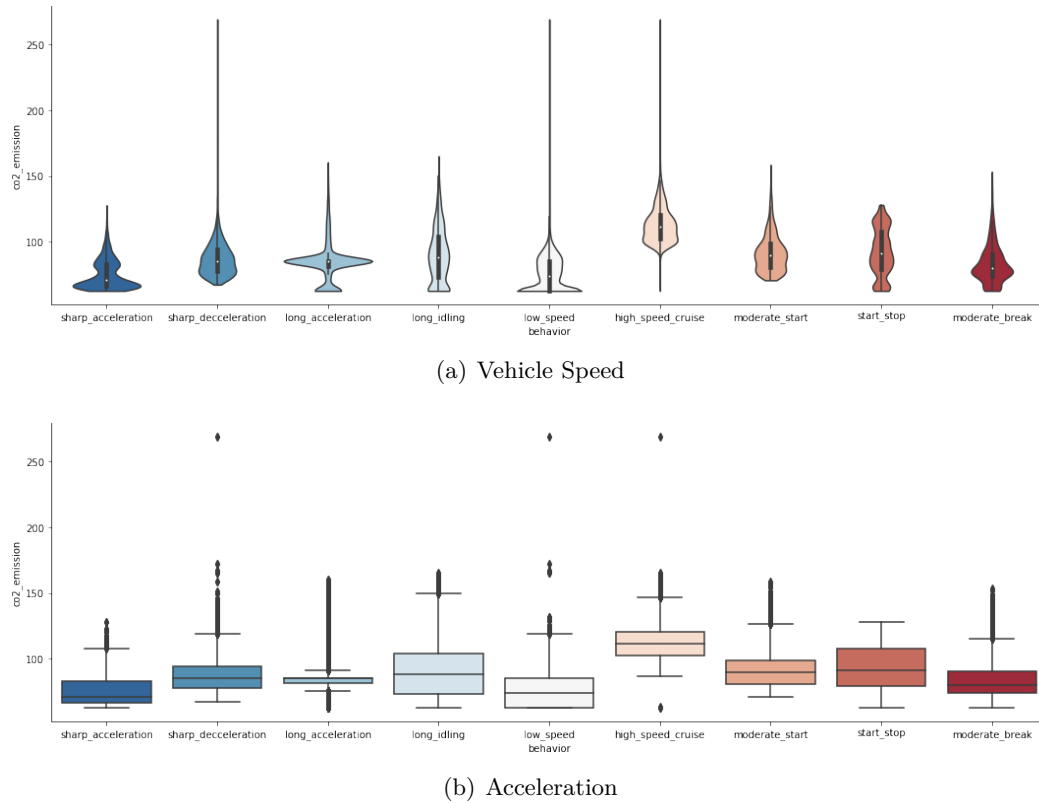 250
200
150
100
co2_emission
sharp_acceleration sharp_decceleration long_acceleration long_idling low_speed high_speed_cruise moderate_start start_stop moderate_break
behavior
(a) Vehicle Speed
250
200
150
100
co2_emission
sharp_acceleration sharp_decceleration long_acceleration long_idling low_speed high_speed_cruise moderate_start start_stop moderate_break
behavior
(b) Acceleration